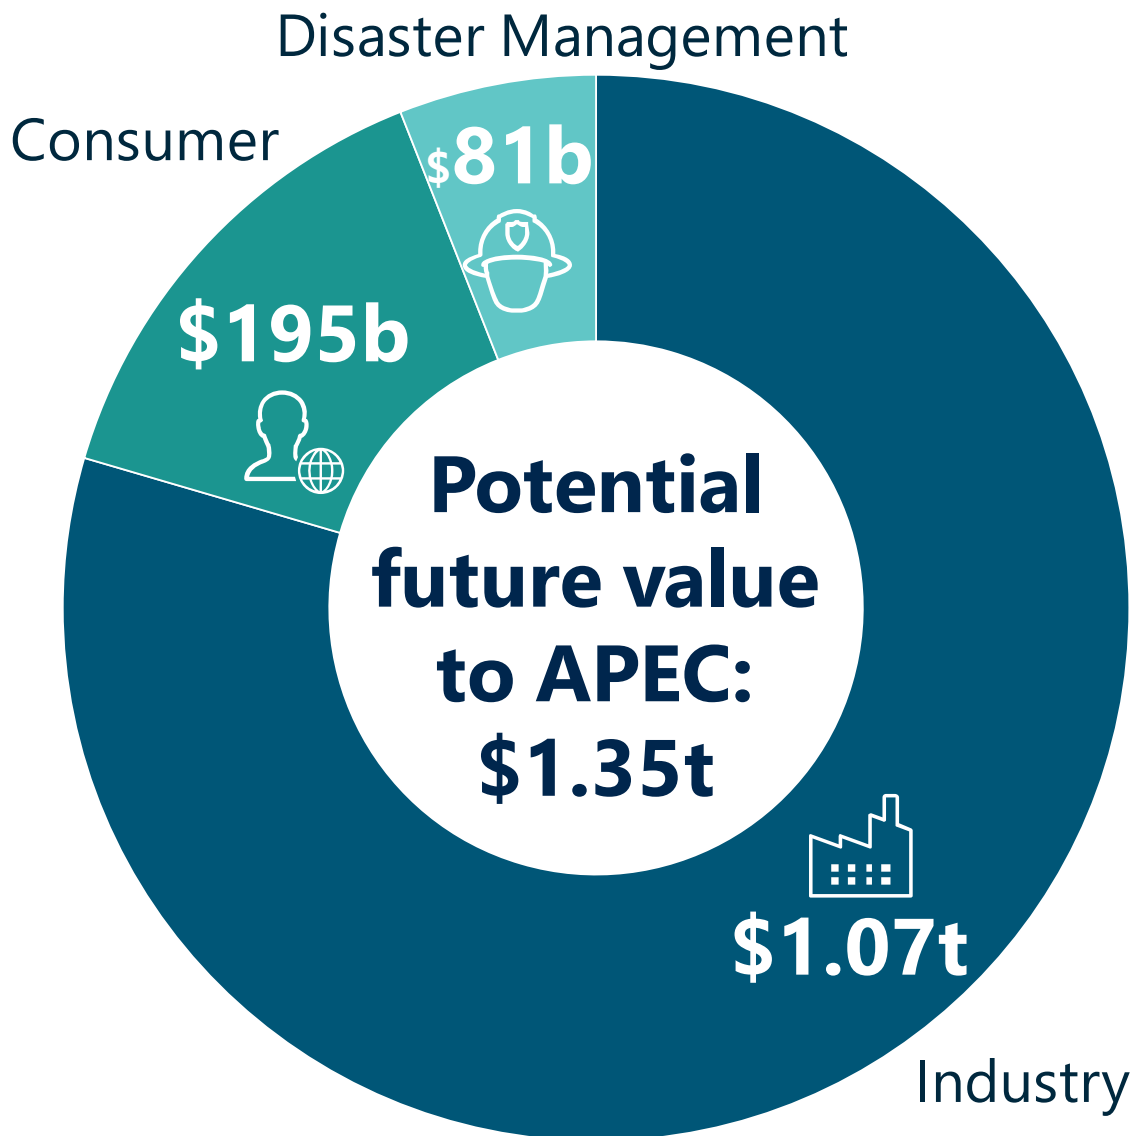 Disaster Management
Consumer
$81b
$195b
Potential
future value
to APEC:
$1.35t
$1.07t
Industry